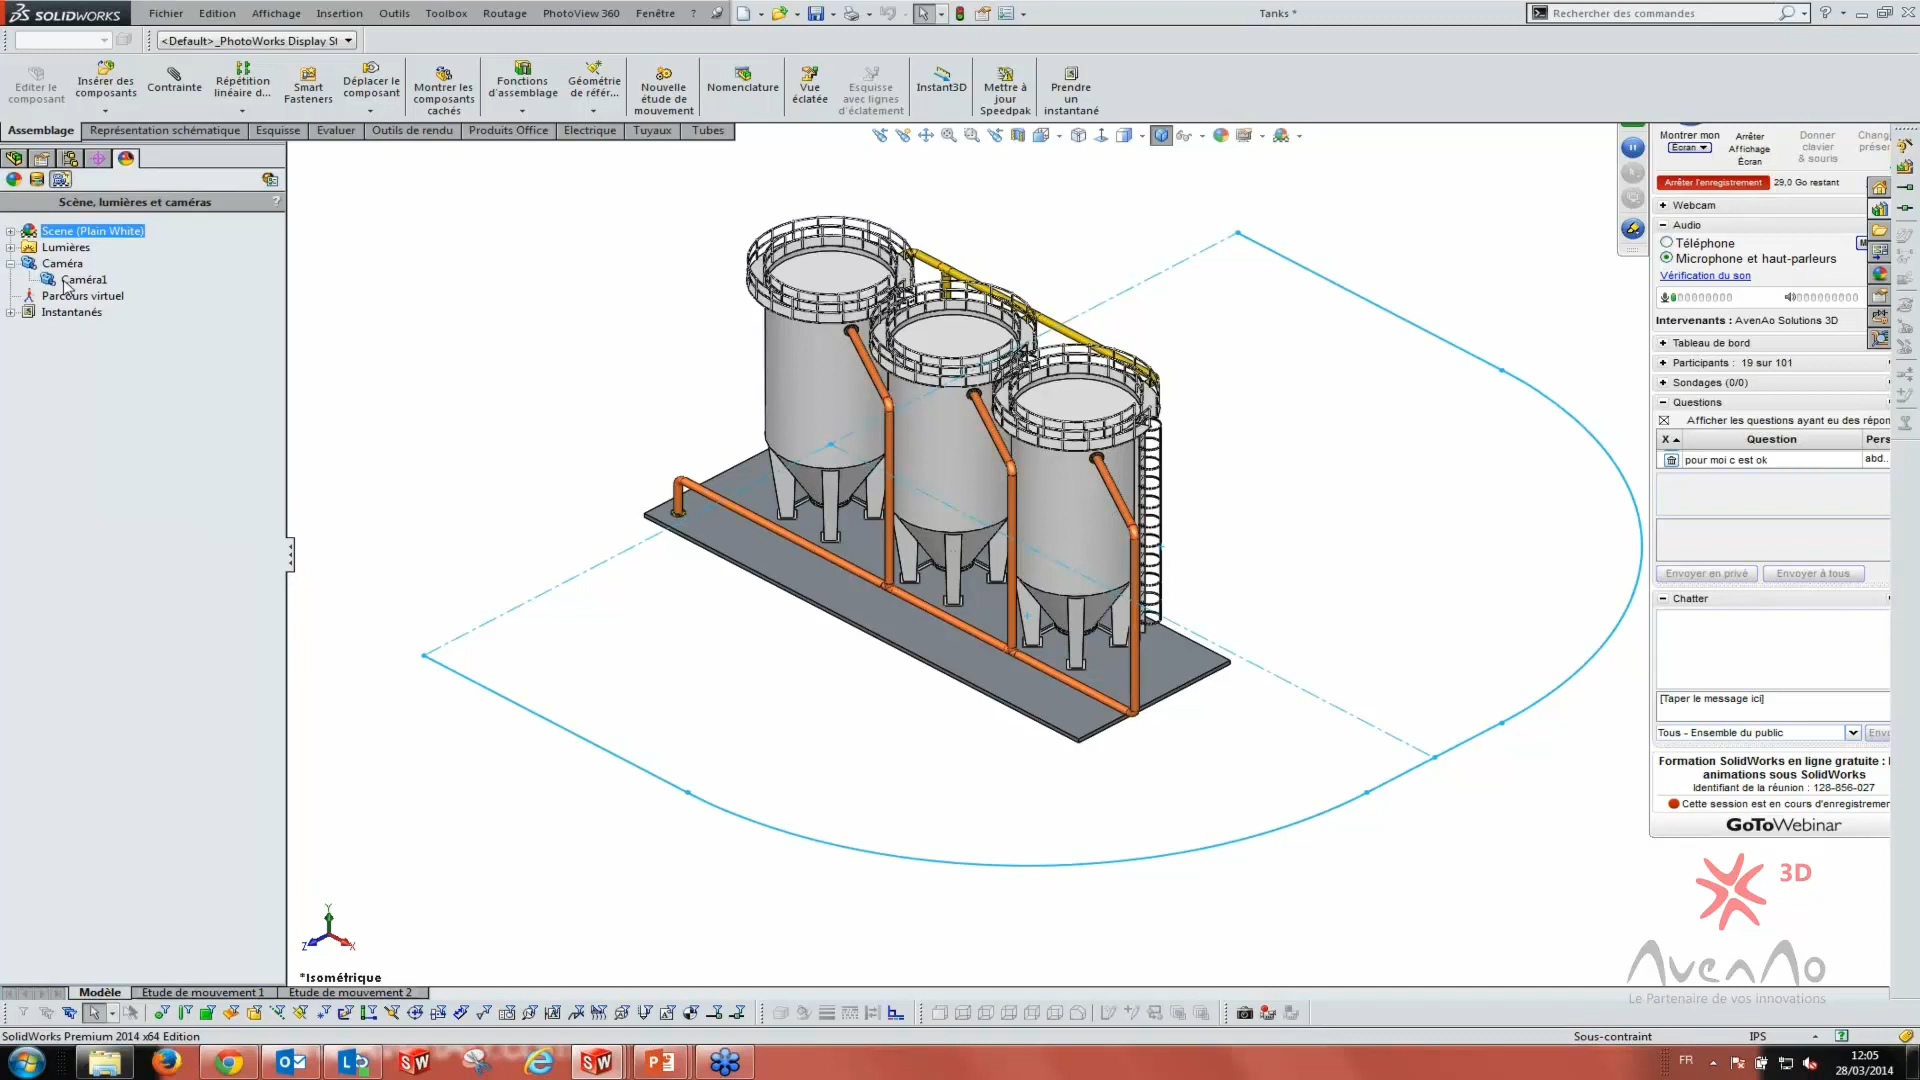 SOLIDWORKS
Fichier Edition Affichage Insertion Outils Toolbox Routage PhotoView 360 Fenêtre ?
Tanks *
Rechercher des commandes
<Default>_PhotoWorks Display St
Editer le composant
Insérer des composants
Contrainte
Répétition linéaire d...
Smart Fasteners
Déplacer le composant
Montrer les composants cachés
Fonctions d'assemblage
Géométrie de référ...
Nouvelle étude de mouvement
Nomenclature
Vue éclatée
Esquisse avec lignes d'éclatement
Instant3D
Mettre à jour Speedpak
Prendre un instantané
Assemblage Représentation schématique Esquisse Evaluer Outils de rendu Produits Office Electrique Tuyaux Tubes
Scène, lumières et caméras
?
Scene (Plain White)
Lumières
Caméra
Caméra1
Parcours virtuel
Instantanés
Y
Z
X
*Isométrique
Montrer mon
Écran
Arrêter Affichage Écran
Donner clavier & souris
Arrêter l'enregistrement 29,0 Go restant
Webcam
Audio
Téléphone
Microphone et haut-parleurs
Vérification du son
Intervenants : AvenAo Solutions 3D
Tableau de bord
Participants : 19 sur 101
Sondages (0/0)
Questions
Afficher les questions ayant eu des répon
X Question Pers
pour moi c est ok abd..
Envoyer en privé Envoyer à tous
Chatter
[Taper le message ici]
Tous - Ensemble du public
Formation SolidWorks en ligne gratuite :
animations sous SolidWorks
Identifiant de la réunion : 128-856-027
Cette session est en cours d'enregistremer
GoToWebinar
3D
AvenAo
Le Partenaire de vos innovations
Modèle Etude de mouvement 1 Etude de mouvement 2
SolidWorks Premium 2014 x64 Edition
Sous-contraint
IPS
FR
12:05
28/03/2014